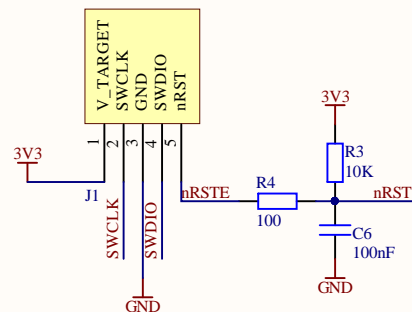 V_TARGET
SWCLK
GND
SWDIO
nRST
1
2
3
4
5
3V3
J1
SWCLK
SWDIO
GND
nRSTE
R4
100
3V3
R3
10K
nRST
C6
100nF
GND